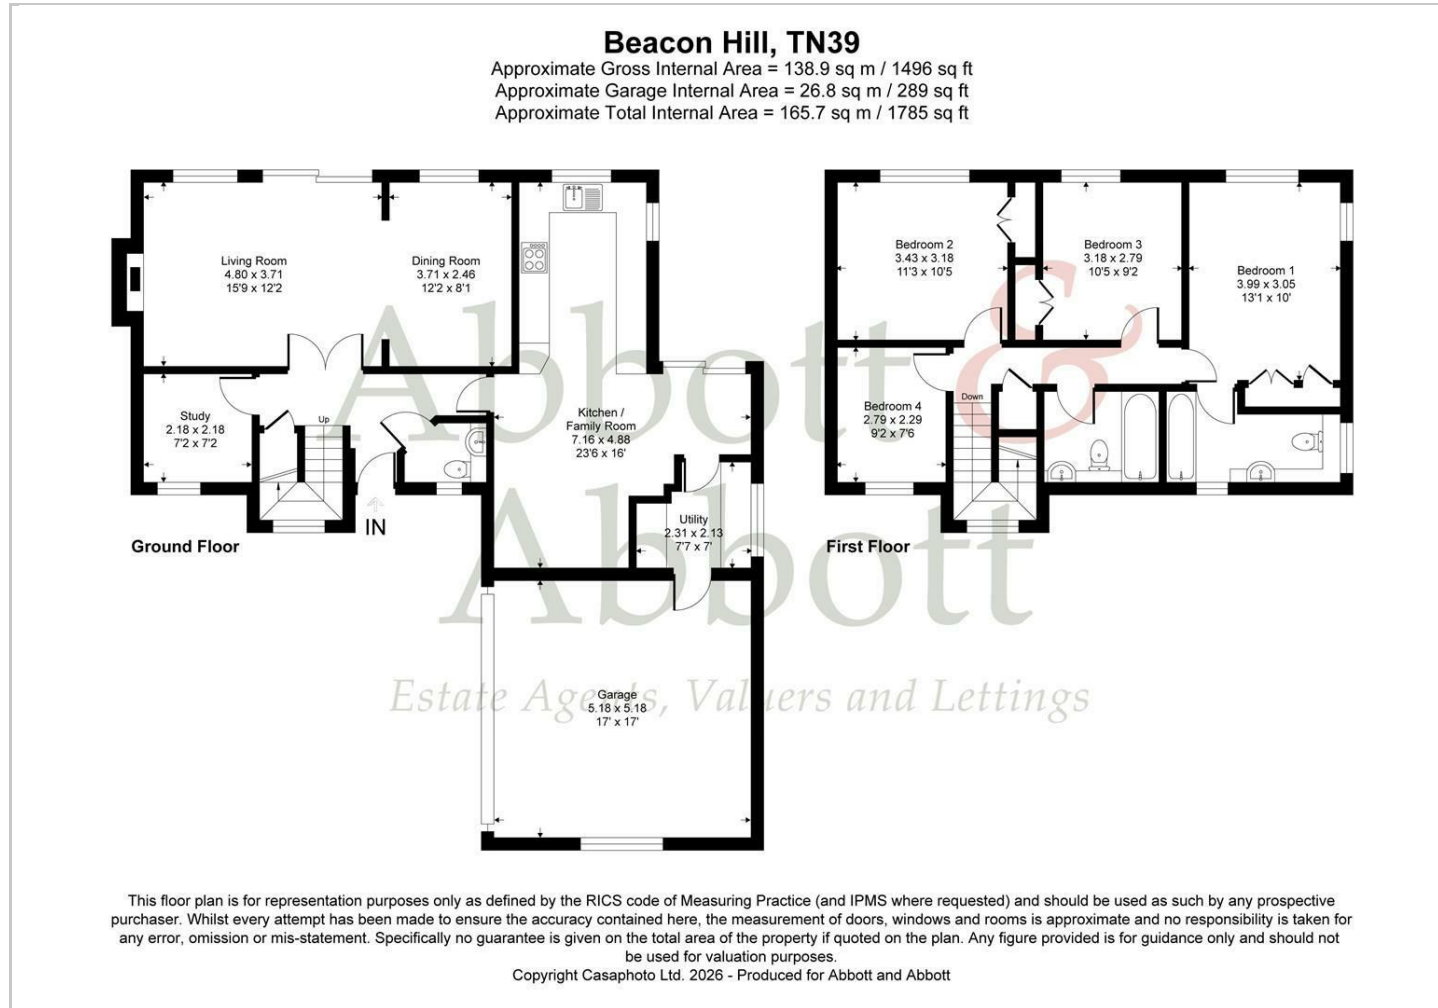 Beacon Hill, TN39
Approximate Gross Internal Area = 138.9 sq m / 1496 sq ft
Approximate Garage Internal Area = 26.8 sq m / 289 sq ft
Approximate Total Internal Area = 165.7 sq m / 1785 sq ft
Living Room
4.80 x 3.71
15'9 x 12'2
Dining Room
3.71 x 2.46
12'2 x 8'1
Study
2.18 x 2.18
7'2 x 7'2
Up
Kitchen /
Family Room
7.16 x 4.88
23'6 x 16'
Utility
2.31 x 2.13
7'7 x 7'
IN
Ground Floor
Garage
5.18 x 5.18
17' x 17'
Bedroom 2
3.43 x 3.18
11'3 x 10'5
Bedroom 3
3.18 x 2.79
10'5 x 9'2
Bedroom 1
3.99 x 3.05
13'1 x 10'
Bedroom 4
2.79 x 2.29
9'2 x 7'6
Down
First Floor
Abbott &
Abbott
Estate Agents, Valuers and Lettings
This floor plan is for representation purposes only as defined by the RICS code of Measuring Practice (and IPMS where requested) and should be used as such by any prospective
purchaser. Whilst every attempt has been made to ensure the accuracy contained here, the measurement of doors, windows and rooms is approximate and no responsibility is taken for
any error, omission or mis-statement. Specifically no guarantee is given on the total area of the property if quoted on the plan. Any figure provided is for guidance only and should not
be used for valuation purposes.
Copyright Casaphoto Ltd. 2026 - Produced for Abbott and Abbott